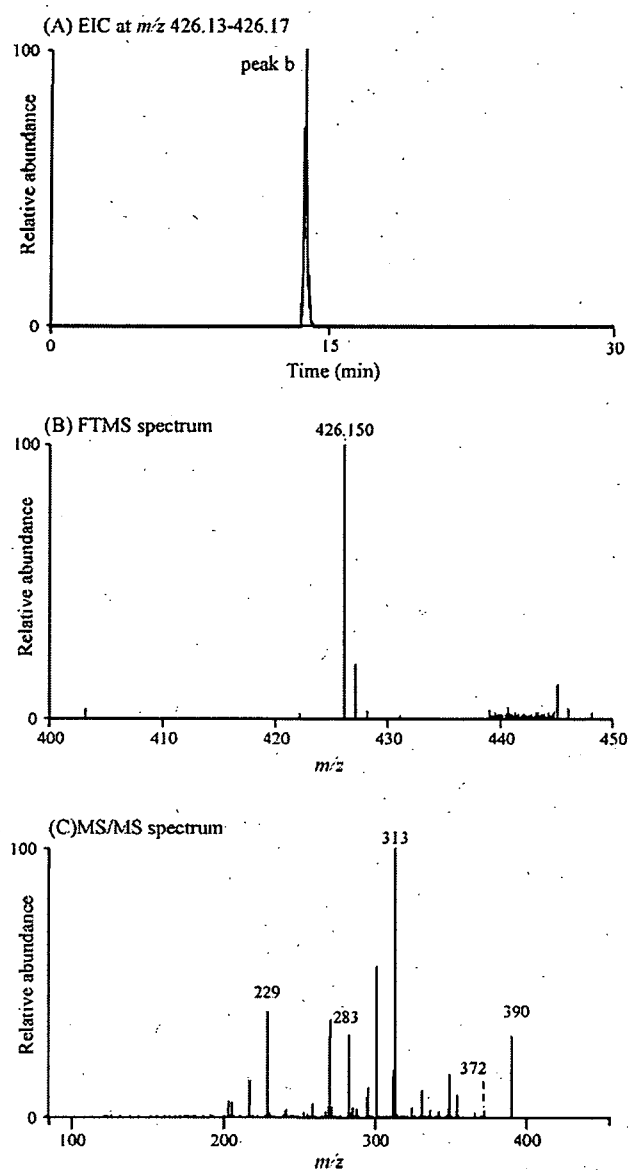 (A) EIC at m/z 426.13-426.17
100
peak b
Relative abundance
0
0
15
30
Time (min)
(B) FTMS spectrum
426.150
100
Relative abundance
0
400
410
420
430
440
450
m/z
(C)MS/MS spectrum
313
100
Relative abundance
229
283
390
372
0
100
200
300
400
m/z